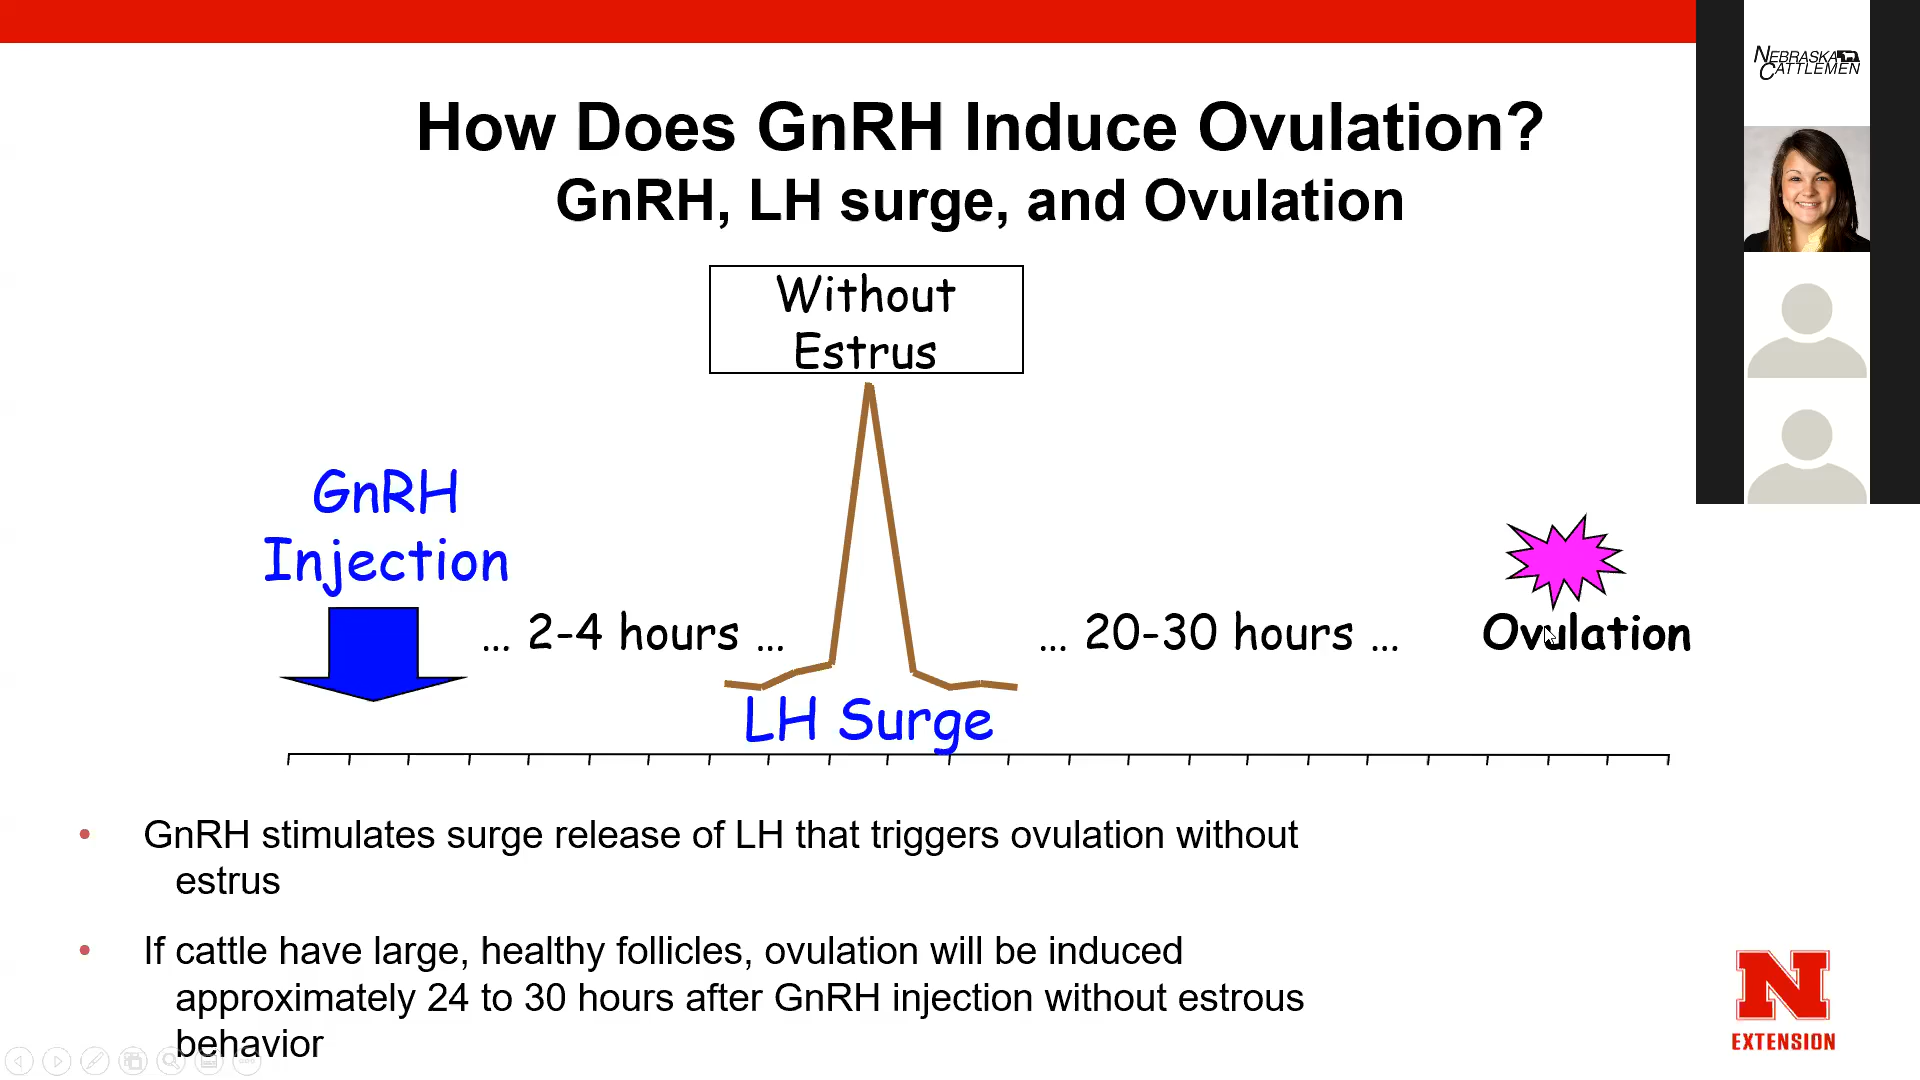 How Does GnRH Induce Ovulation?
GnRH, LH surge, and Ovulation
NEBRASKA
CATTLEMEN
Without
Estrus
GnRH
Injection
... 2-4 hours ...
... 20-30 hours ...
Ovulation
LH Surge
• GnRH stimulates surge release of LH that triggers ovulation without
estrus
• If cattle have large, healthy follicles, ovulation will be induced
approximately 24 to 30 hours after GnRH injection without estrous
behavior
N
EXTENSION